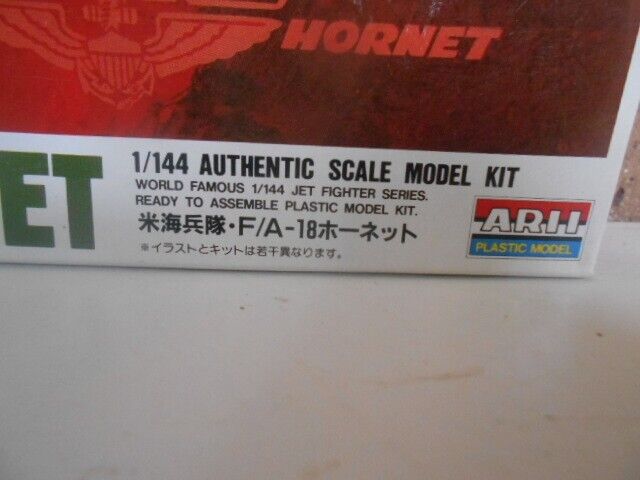 HORNET
ET
1/144 AUTHENTIC SCALE MODEL KIT
WORLD FAMOUS 1/144 JET FIGHTER SERIES.
READY TO ASSEMBLE PLASTIC MODEL KIT.
米海兵隊・F/A-18ホーネット
※イラストとキットは若干異なります。
ARII
PLASTIC MODEL